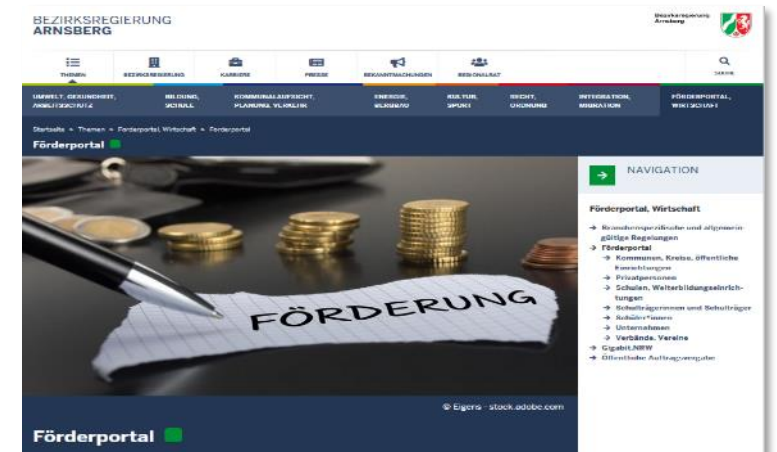 BEZIRKSREGIERUNG
ARNSBERG
Bezirksregierung
Arnsberg
THEMEN
BEZIRKSREGIERUNG
KARRIERE
PRESSE
BEKANNTMACHUNGEN
REGIONALRAT
SUCHE
UMWELT, GESUNDHEIT,
ARBEITSSCHUTZ
BILDUNG,
SCHULE
KOMMUNALAUFSICHT,
PLANUNG, VERKEHR
ENERGIE,
BERGBAU
KULTUR,
SPORT
RECHT,
ORDNUNG
INTEGRATION,
MIGRATION
FÖRDERPORTAL,
WIRTSCHAFT
Startseite » Themen » Förderportal, Wirtschaft » Förderportal
Förderportal
FÖRDERUNG
© Eigens - stock.adobe.com
Förderportal
NAVIGATION
Förderportal, Wirtschaft
Branchenspezifische und allgemein-
gültige Regelungen
Förderportal
Kommunen, Kreise, öffentliche
Einrichtungen
Privatpersonen
Schulen, Weiterbildungseinrich-
tungen
Schulträgerinnen und Schulträger
Schüler*innen
Unternehmen
Verbände, Vereine
Gigabit.NRW
Öffentliche Auftragsvergabe